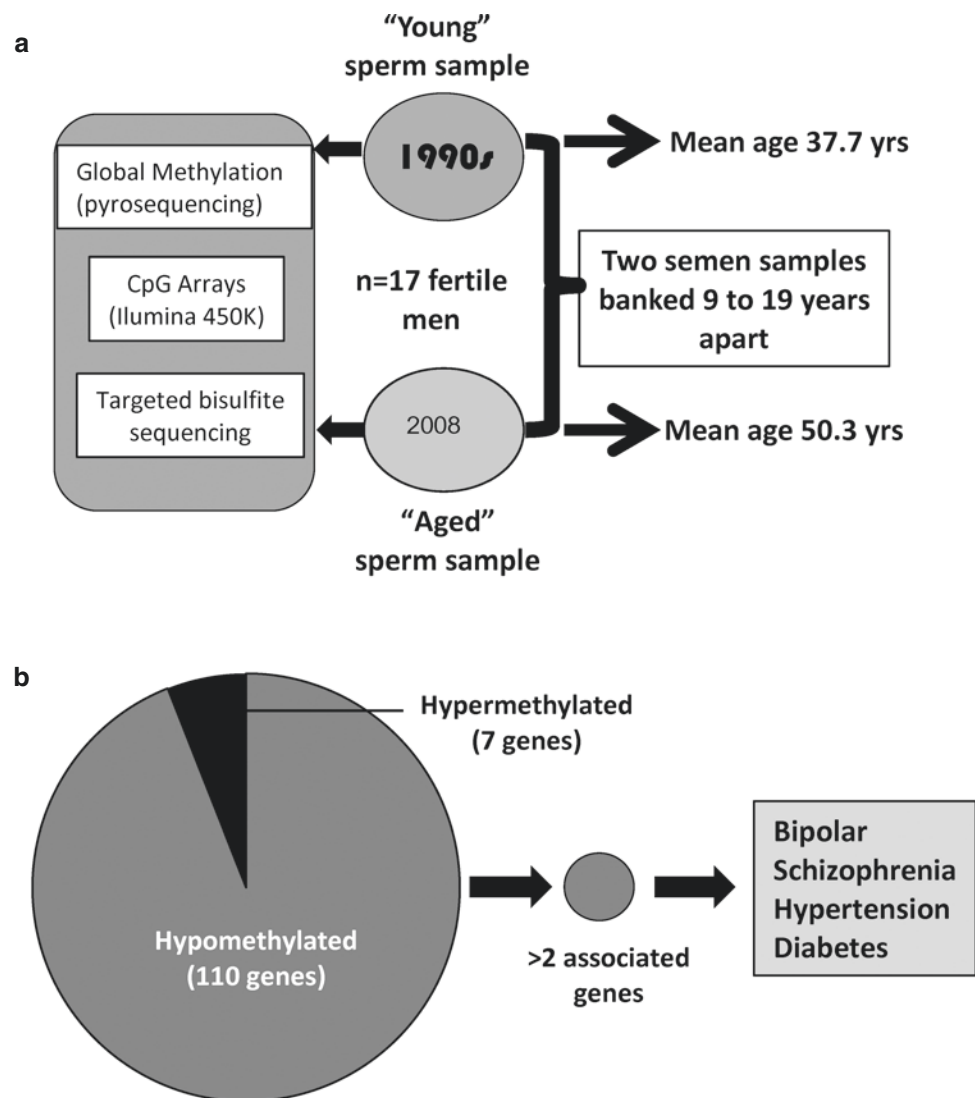 a
“Young”
sperm sample
1990s
Mean age 37.7 yrs
Global Methylation
(pyrosequencing)
CpG Arrays
(Ilumina 450K)
Targeted bisulfite
sequencing
n=17 fertile
men
Two semen samples
banked 9 to 19 years
apart
2008
Mean age 50.3 yrs
“Aged”
sperm sample
b
Hypermethylated
(7 genes)
Hypomethylated
(110 genes)
>2 associated
genes
Bipolar
Schizophrenia
Hypertension
Diabetes